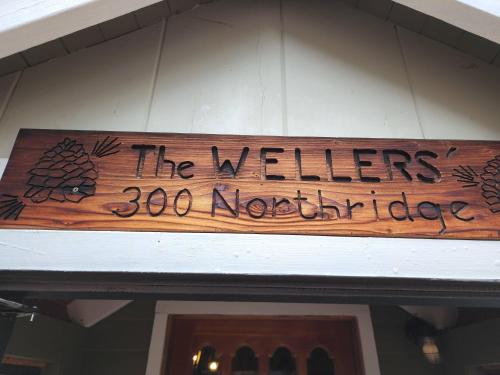 The WELLERS'
300 Northridge